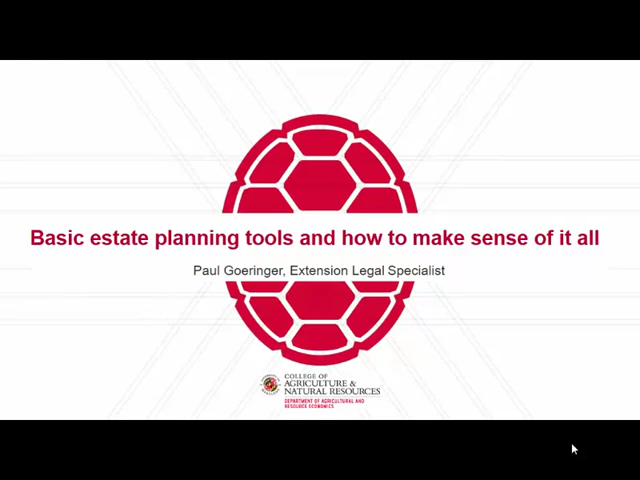 Basic estate planning tools and how to make sense of it all
Paul Goeringer, Extension Legal Specialist
COLLEGE OF
AGRICULTURE &
NATURAL RESOURCES
DEPARTMENT OF AGRICULTURAL AND
RESOURCE ECONOMICS